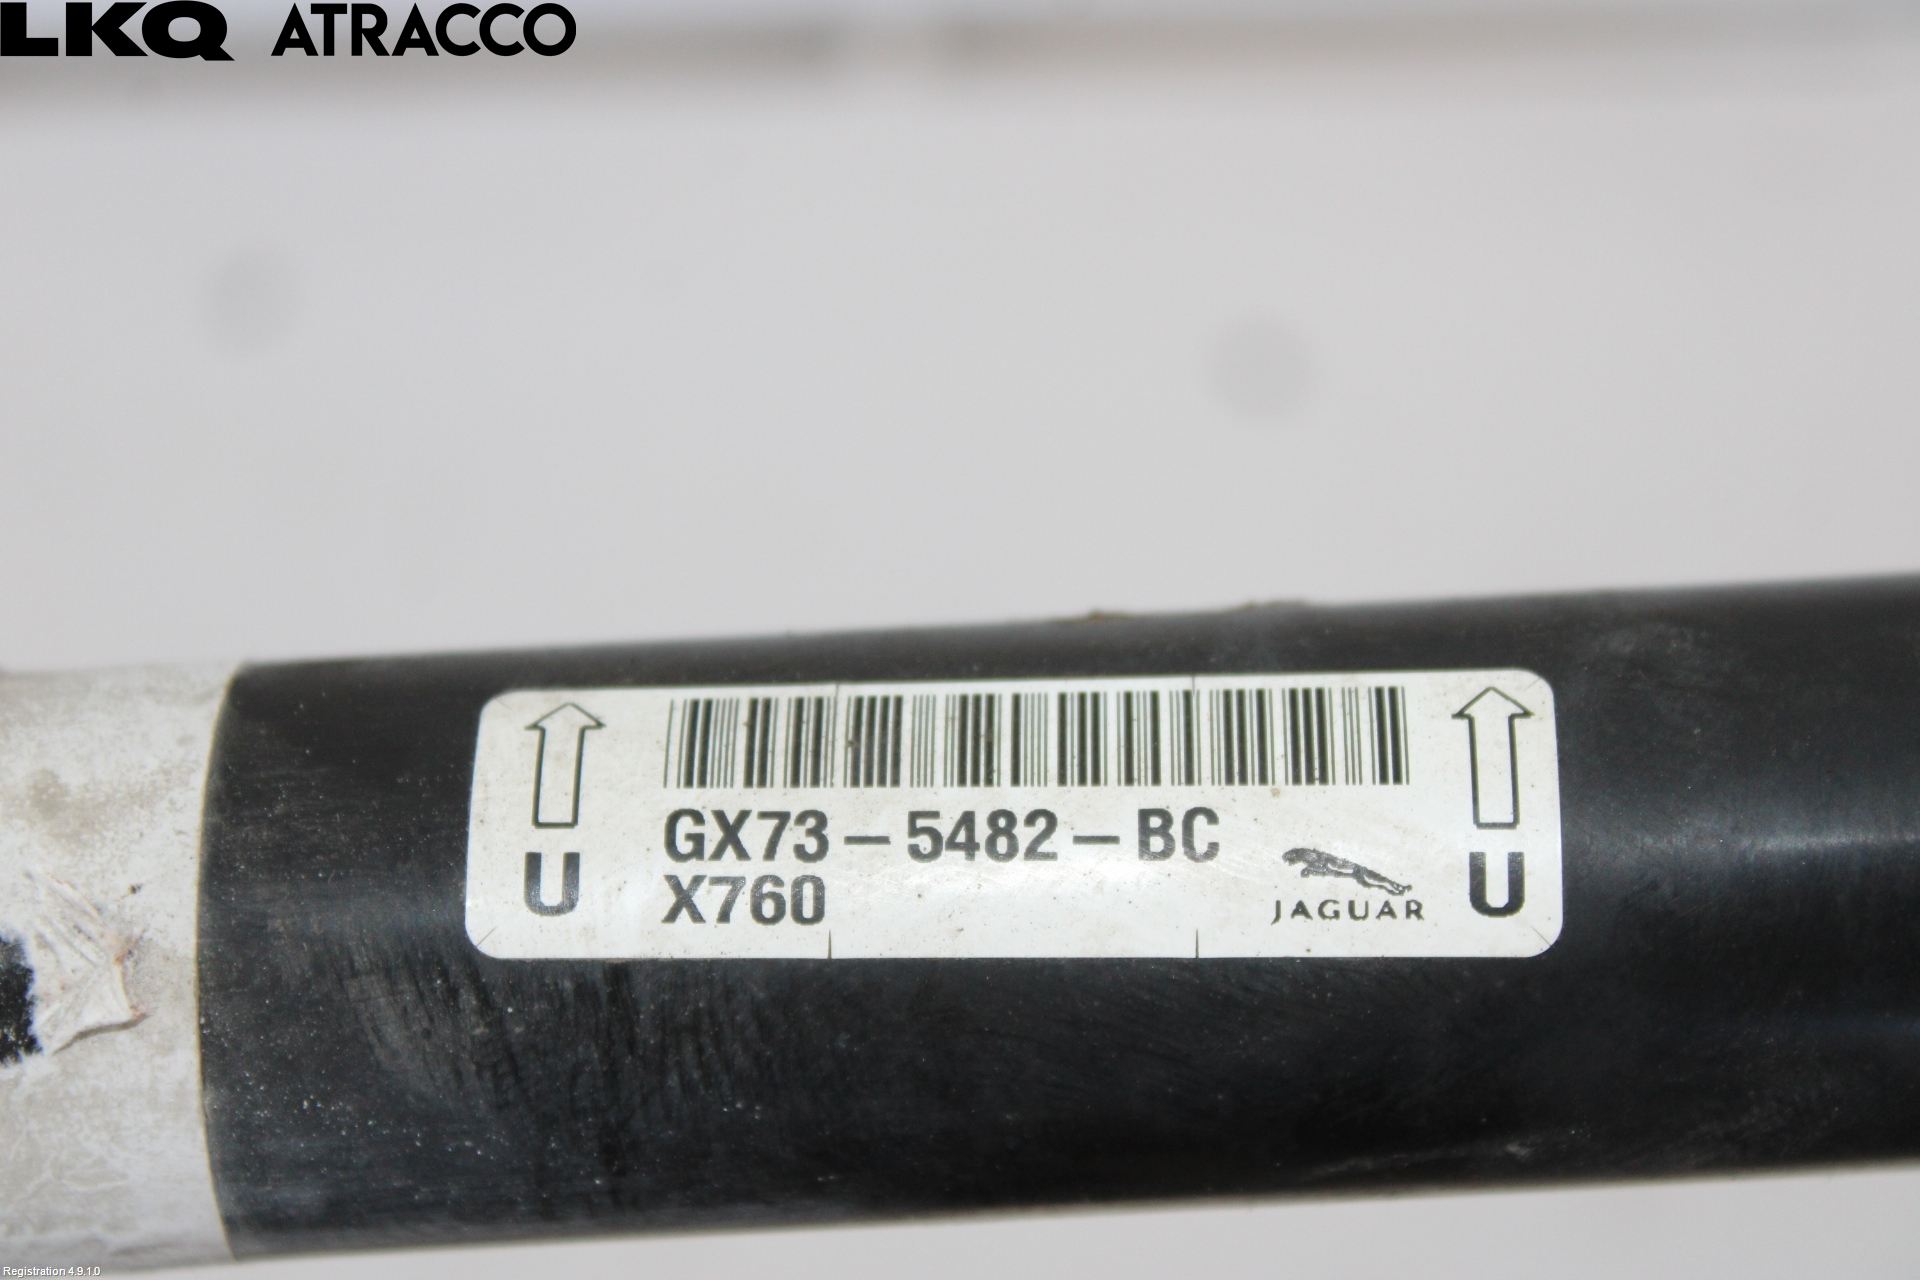 LKQ ATRACCO
GX73-5482-BC
X760
U
JAGUAR
U
Registration 4.9.1.0